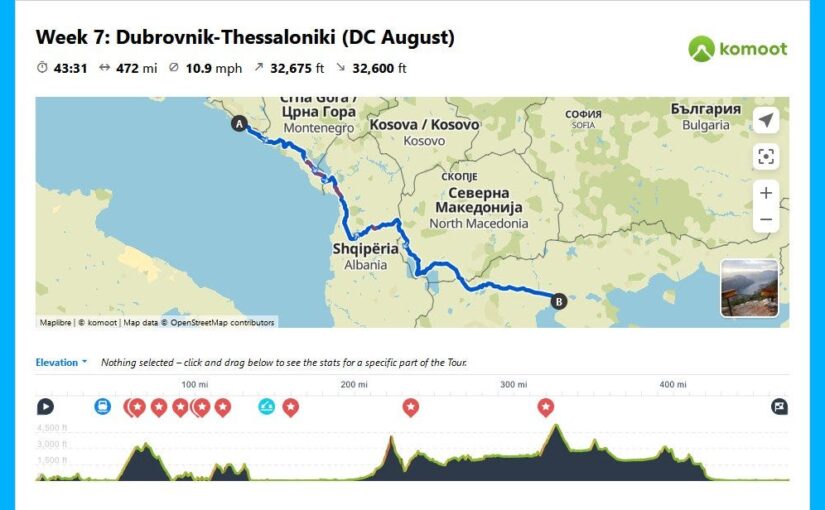 Week 7: Dubrovnik-Thessaloniki (DC August)
komoot
43:31 472 mi 10.9 mph 32,675 ft 32,600 ft
Crna Gora /
Црна Гора
Montenegro
Kosova / Kosovo
Kosovo
СОФИЯ
SOFIA
България
Bulgaria
СКОПЈЕ
Северна
Македонија
North Macedonia
Shqipëria
Albania
A
B
Maplibre | © komoot | Map data © OpenStreetMap contributors
Elevation Nothing selected – click and drag below to see the stats for a specific part of the Tour.
100 mi 200 mi 300 mi 400 mi
4,500 ft
3,000 ft
1,500 ft